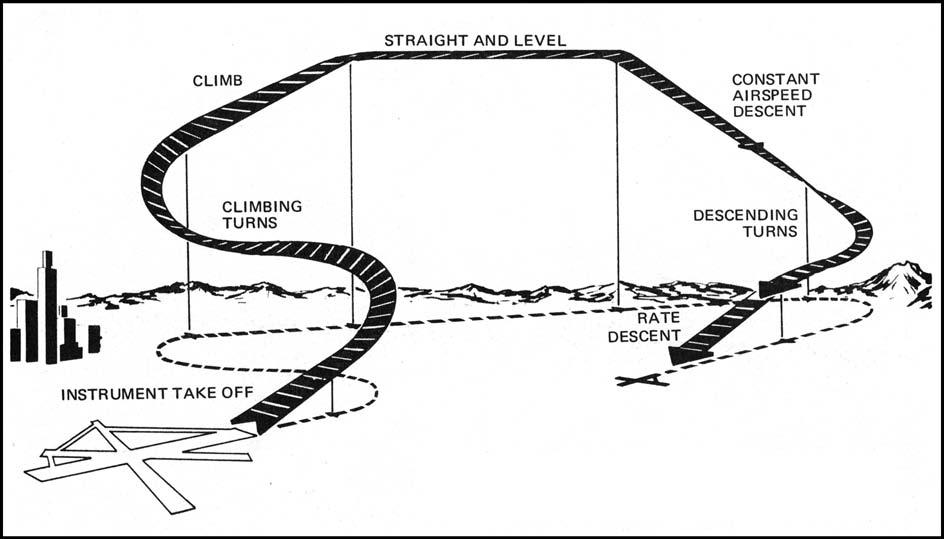 STRAIGHT AND LEVEL
CLIMB
CONSTANT
AIRSPEED
DESCENT
CLIMBING
TURNS
DESCENDING
TURNS
RATE
DESCENT
INSTRUMENT TAKE OFF